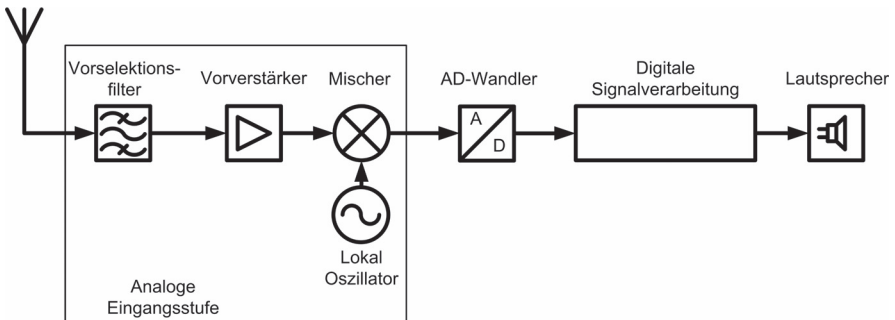 Vorselektions-
filter
Vorverstärker
Mischer
AD-Wandler
Digitale
Signalverarbeitung
Lautsprecher
A
D
Lokal
Oszillator
Analoge
Eingangsstufe